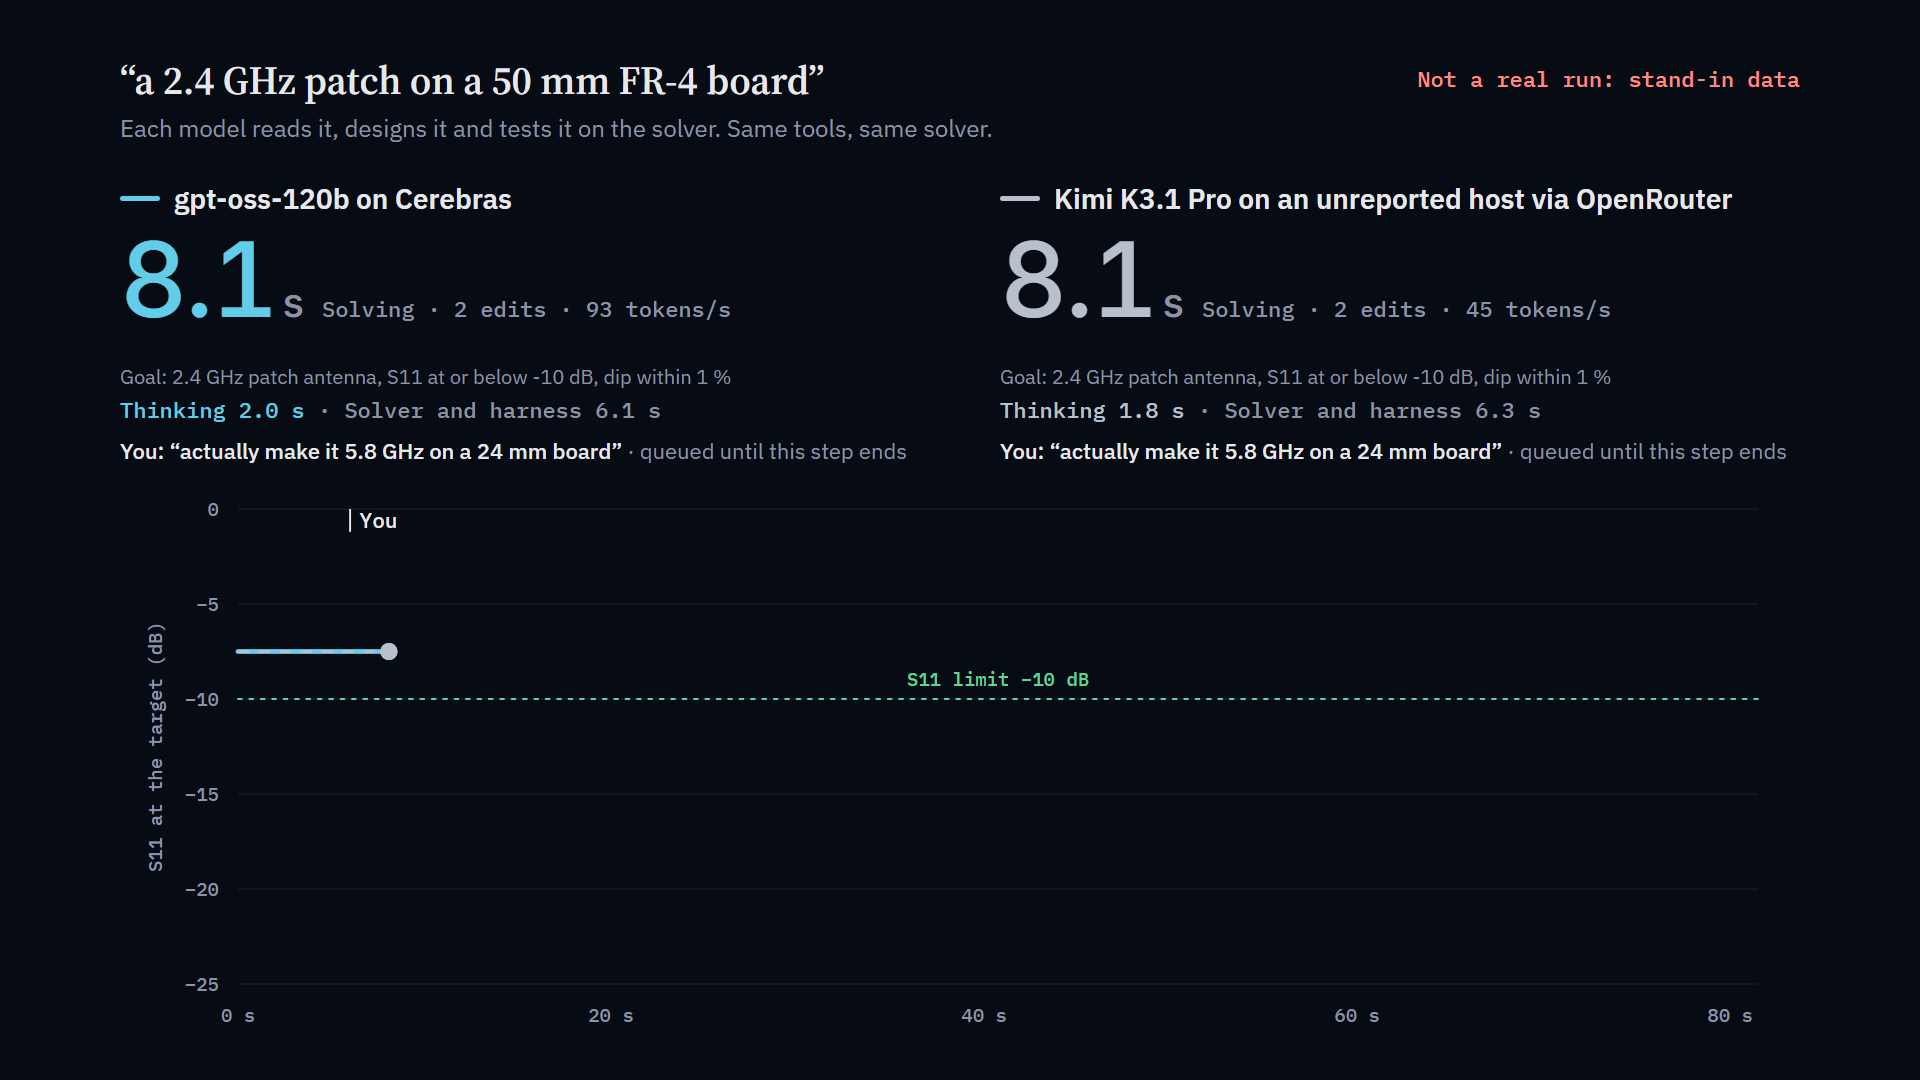 “a 2.4 GHz patch on a 50 mm FR-4 board”
Not a real run: stand-in data
Each model reads it, designs it and tests it on the solver. Same tools, same solver.
gpt-oss-120b on Cerebras
8.1 s Solving · 2 edits · 93 tokens/s
Goal: 2.4 GHz patch antenna, S11 at or below -10 dB, dip within 1 %
Thinking 2.0 s · Solver and harness 6.1 s
You: “actually make it 5.8 GHz on a 24 mm board” · queued until this step ends
Kimi K3.1 Pro on an unreported host via OpenRouter
8.1 s Solving · 2 edits · 45 tokens/s
Goal: 2.4 GHz patch antenna, S11 at or below -10 dB, dip within 1 %
Thinking 1.8 s · Solver and harness 6.3 s
You: “actually make it 5.8 GHz on a 24 mm board” · queued until this step ends
S11 at the target (dB)
0
−5
−10
−15
−20
−25
You
S11 limit −10 dB
0 s
20 s
40 s
60 s
80 s